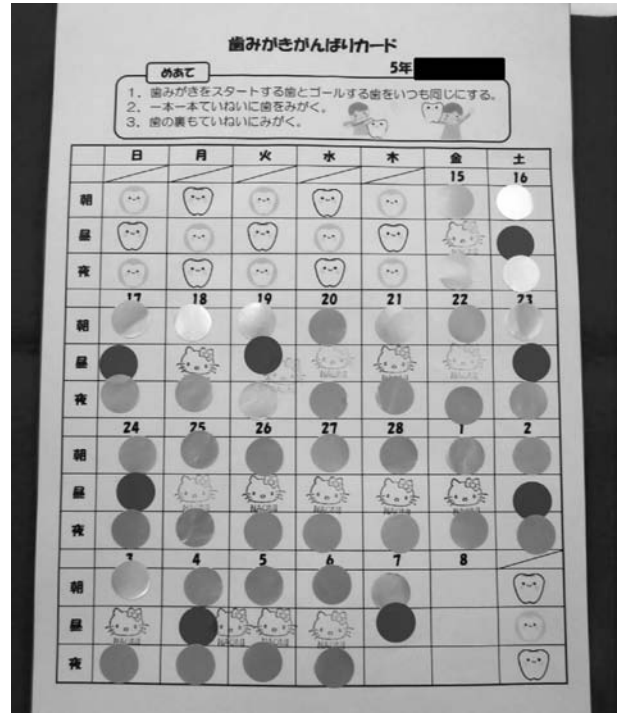 歯みがきがんばりカード
5年
めあて
1. 歯みがきをスタートする歯とゴールする歯をいつも同じにする。
2. 一本一本ていねいに歯をみがく。
3. 歯の裏もていねいにみがく。
日 月 火 水 木 金 土
15 16
朝
昼
夜
17 18 19 20 21 22 23
朝
昼
夜
24 25 26 27 28 1 2
朝
昼
夜
3 4 5 6 7 8
朝
昼
夜